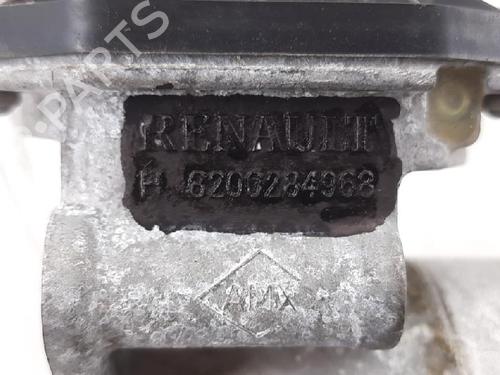 RENAULT
H 8200284968
AMX
PARTS